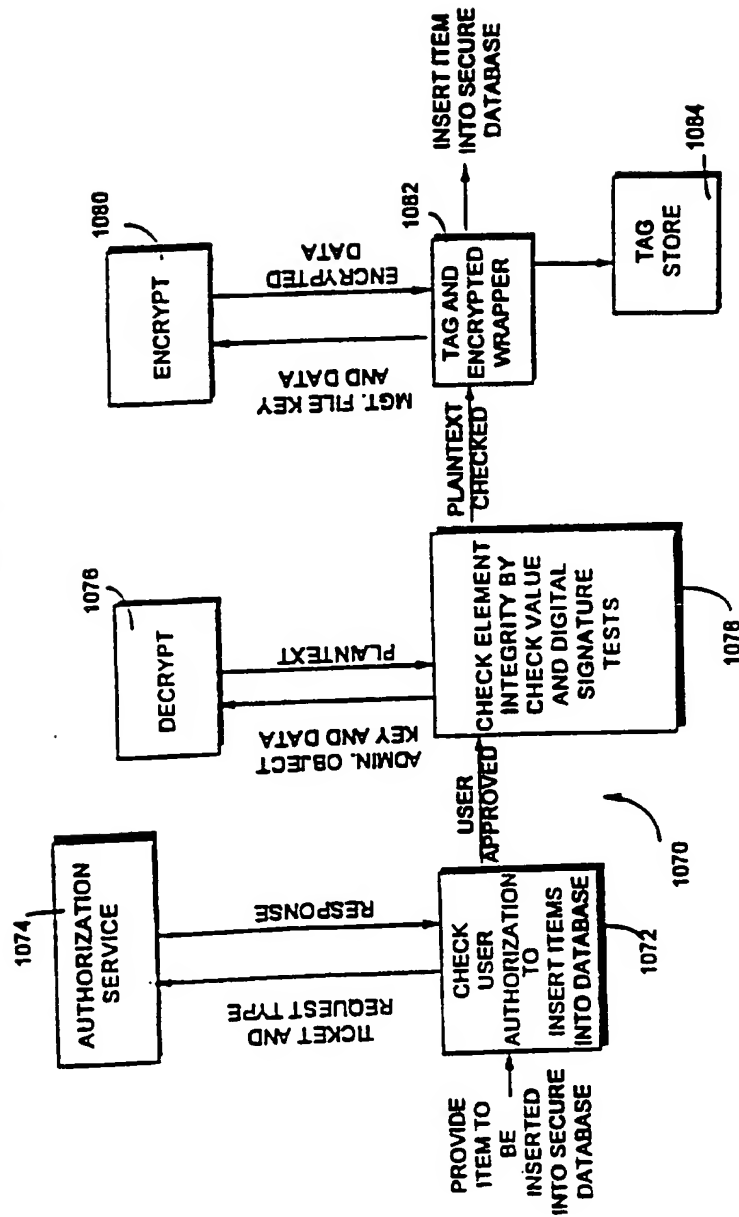 PROVIDE
ITEM TO
BE
INSERTED
INTO SECURE
DATABASE
CHECK
USER
AUTHORIZATION
TO
INSERT ITEMS
INTO DATABASE
1072
TICKET AND
REQUEST TYPE
RESPONSE
AUTHORIZATION
SERVICE
1074
1070
USER
APPROVED
CHECK ELEMENT
INTEGRITY BY
CHECK VALUE
AND DIGITAL
SIGNATURE
TESTS
1078
ADMIN. OBJECT
KEY AND DATA
PLAINTEXT
DECRYPT
1076
PLAINTEXT
CHECKED
TAG AND
ENCRYPTED
WRAPPER
1082
MGT. FILE KEY
AND DATA
ENCRYPTED
DATA
ENCRYPT
1080
INSERT ITEM
INTO SECURE
DATABASE
TAG
STORE
1084